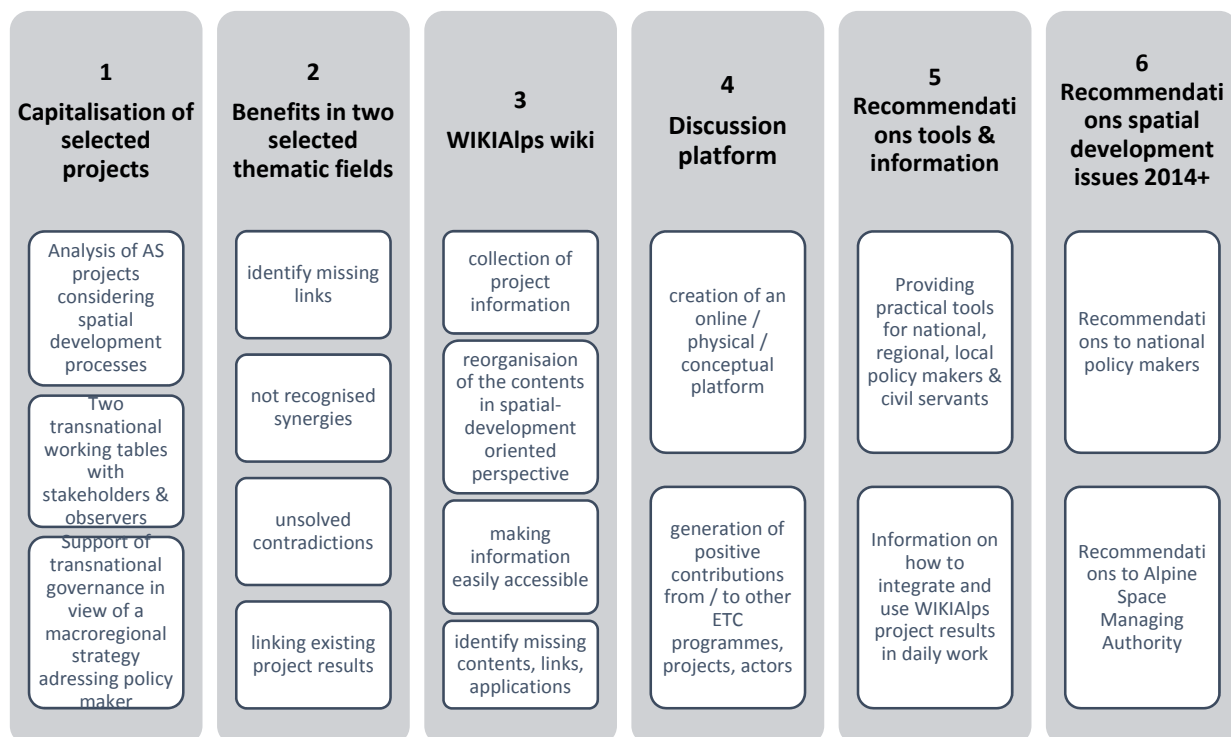 1
Capitalisation of
selected
projects
Analysis of AS
projects
considering
spatial
development
processes
Two
transnational
working tables
with
stakeholders &
observers
Support of
transnational
governance in
view of a
macroregional
strategy
adressing policy
maker
2
Benefits in two
selected
thematic fields
identify missing
links
not recognised
synergies
unsolved
contradictions
linking existing
project results
3
WIKIAlps wiki
collection of
project
information
reorganisaion
of the contents
in spatial-
development
oriented
perspective
making
information
easily accessible
identify missing
contents, links,
applications
4
Discussion
platform
creation of an
online /
physical /
conceptual
platform
generation of
positive
contributions
from / to other
ETC
programmes,
projects, actors
5
Recommendati
ons tools &
information
Providing
practical tools
for national,
regional, local
policy makers &
civil servants
Information on
how to
integrate and
use WIKIAlps
project results
in daily work
6
Recommendati
ons spatial
development
issues 2014+
Recommendati
ons to national
policy makers
Recommendati
ons to Alpine
Space
Managing
Authority